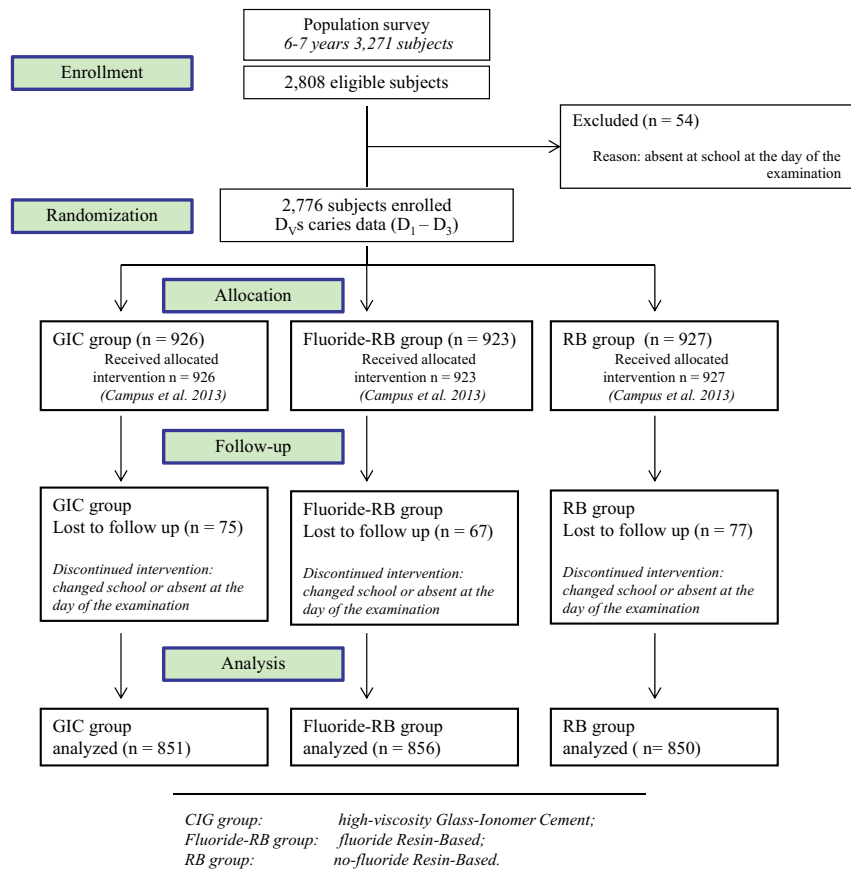 Population survey
6-7 years 3,271 subjects
Enrollment
2,808 eligible subjects
Excluded (n = 54)
Reason: absent at school at the day of the
examination
Randomization
2,776 subjects enrolled
DVs caries data (D1 – D3)
Allocation
GIC group (n = 926)
Received allocated
intervention n = 926
(Campus et al. 2013)
Fluoride-RB group (n = 923)
Received allocated
intervention n = 923
(Campus et al. 2013)
RB group (n = 927)
Received allocated
intervention n = 927
(Campus et al. 2013)
Follow-up
GIC group
Lost to follow up (n = 75)
Discontinued intervention:
changed school or absent at the
day of the examination
Fluoride-RB group
Lost to follow up (n = 67)
Discontinued intervention:
changed school or absent at the
day of the examination
RB group
Lost to follow up (n = 77)
Discontinued intervention:
changed school or absent at the
day of the examination
Analysis
GIC group
analyzed (n = 851)
Fluoride-RB group
analyzed (n = 856)
RB group
analyzed ( n= 850)
CIG group: high-viscosity Glass-Ionomer Cement;
Fluoride-RB group: fluoride Resin-Based;
RB group: no-fluoride Resin-Based.